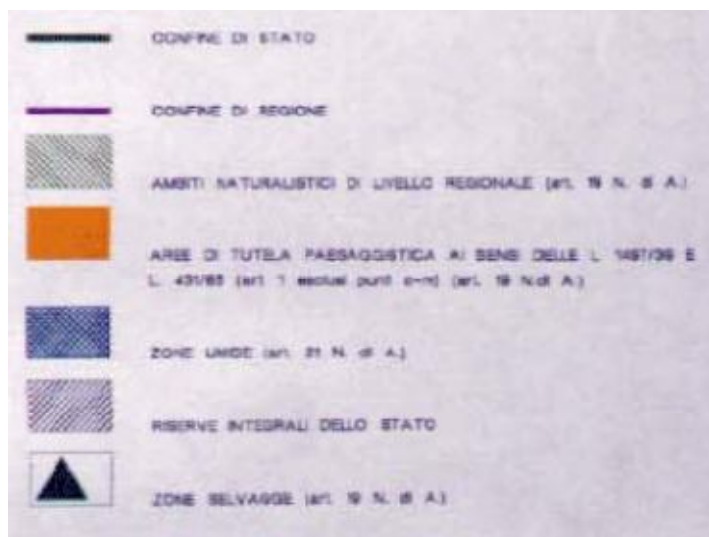 CONFINE DI STATO
CONFINE DI REGIONE
AMBITI NATURALISTICI DI LIVELLO REGIONALE (art. 19 N. di A.)
AREE DI TUTELA PAESAGGISTICA AI SENSI DELLE L. 1497/39 E
L. 431/85 (art. 1 esclusi punti c-m) (art. 19 N.di A.)
ZONE UMIDE (art. 21 N. di A.)
RISERVE INTEGRALI DELLO STATO
ZONE SELVAGGE (art. 19 N. di A.)